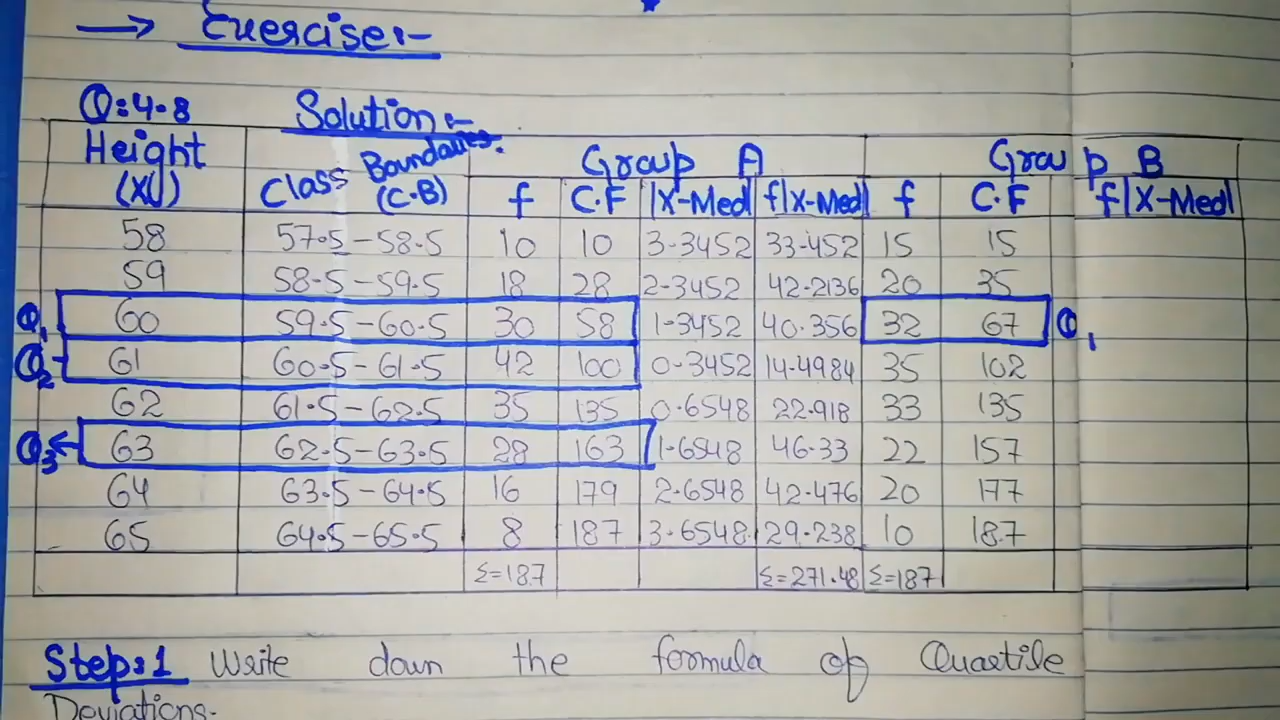 → Exercise:-
Q:4.8 Solution:-
Height (X) Class Boundaries. (C.B) Group A Group B
f C.F |X-Med| f|X-Med| f C.F f|X-Med|
58 57.5-58.5 10 10 3-3452 33-452 15 15
59 58-5-59.5 18 28 2-3452 42-2136 20 35
Q1 60 59.5-60.5 30 58 1-3452 40.356 32 67 Q1
Q2 61 60.5-61.5 42 100 0-3452 14-4984 35 102
62 61.5-62.5 35 135 0.6548 22.918 33 135
Q3 63 62.5-63.5 28 163 1-6548 46-33 22 157
64 63.5-64.5 16 179 2-6548 42-476 20 177
65 64.5-65.5 8 187 3.6548 29-238 10 187
Σ=187 Σ=271.48 Σ=187
Step:1 Write down the formula of Quartile
Deviations.